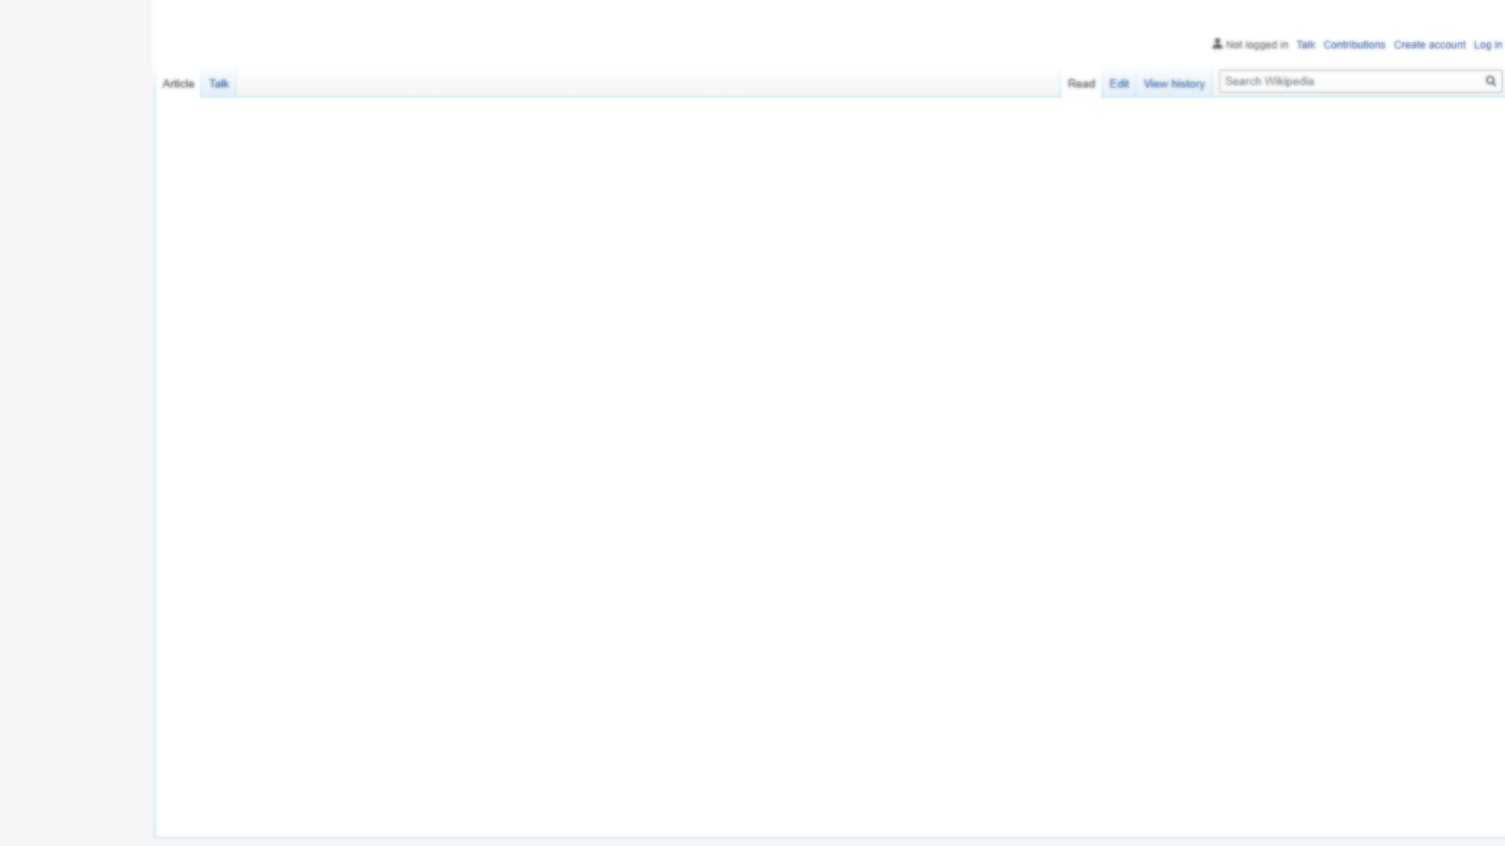 Not logged in Talk Contributions Create account Log in
Article Talk Read Edit View history Search Wikipedia